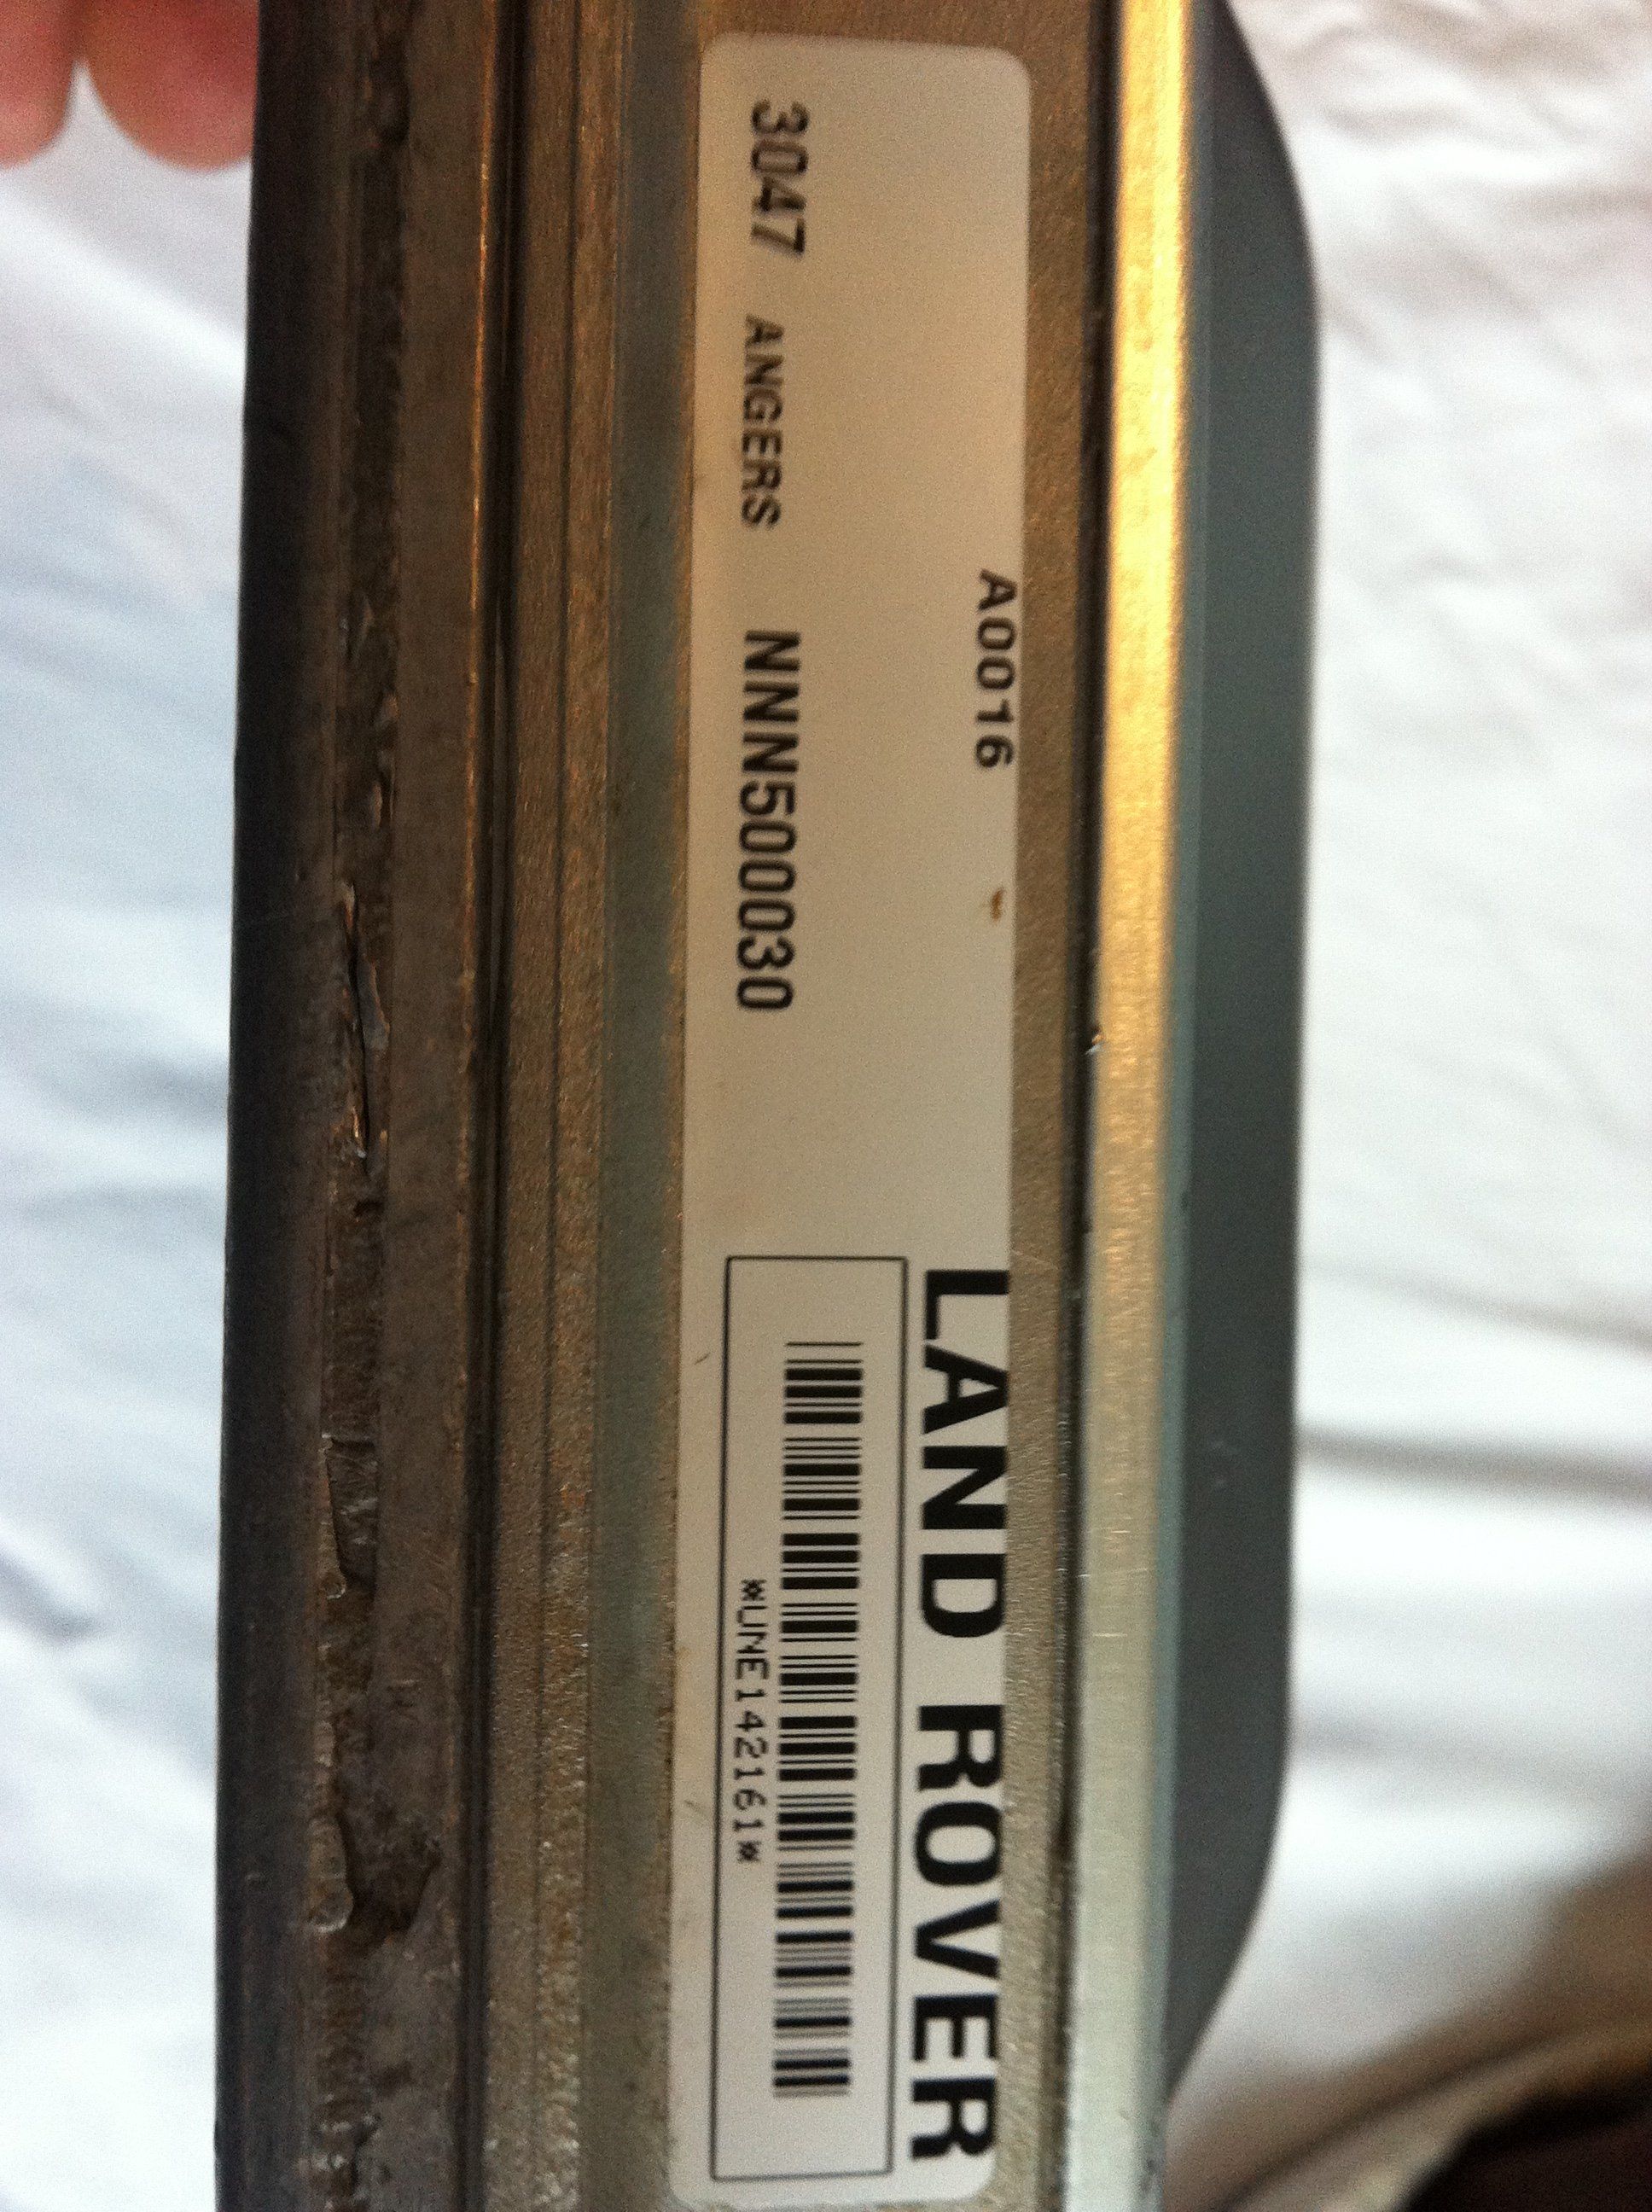 A0016
LAND ROVER
3047 ANGERS NNN500030
*UNE142161*